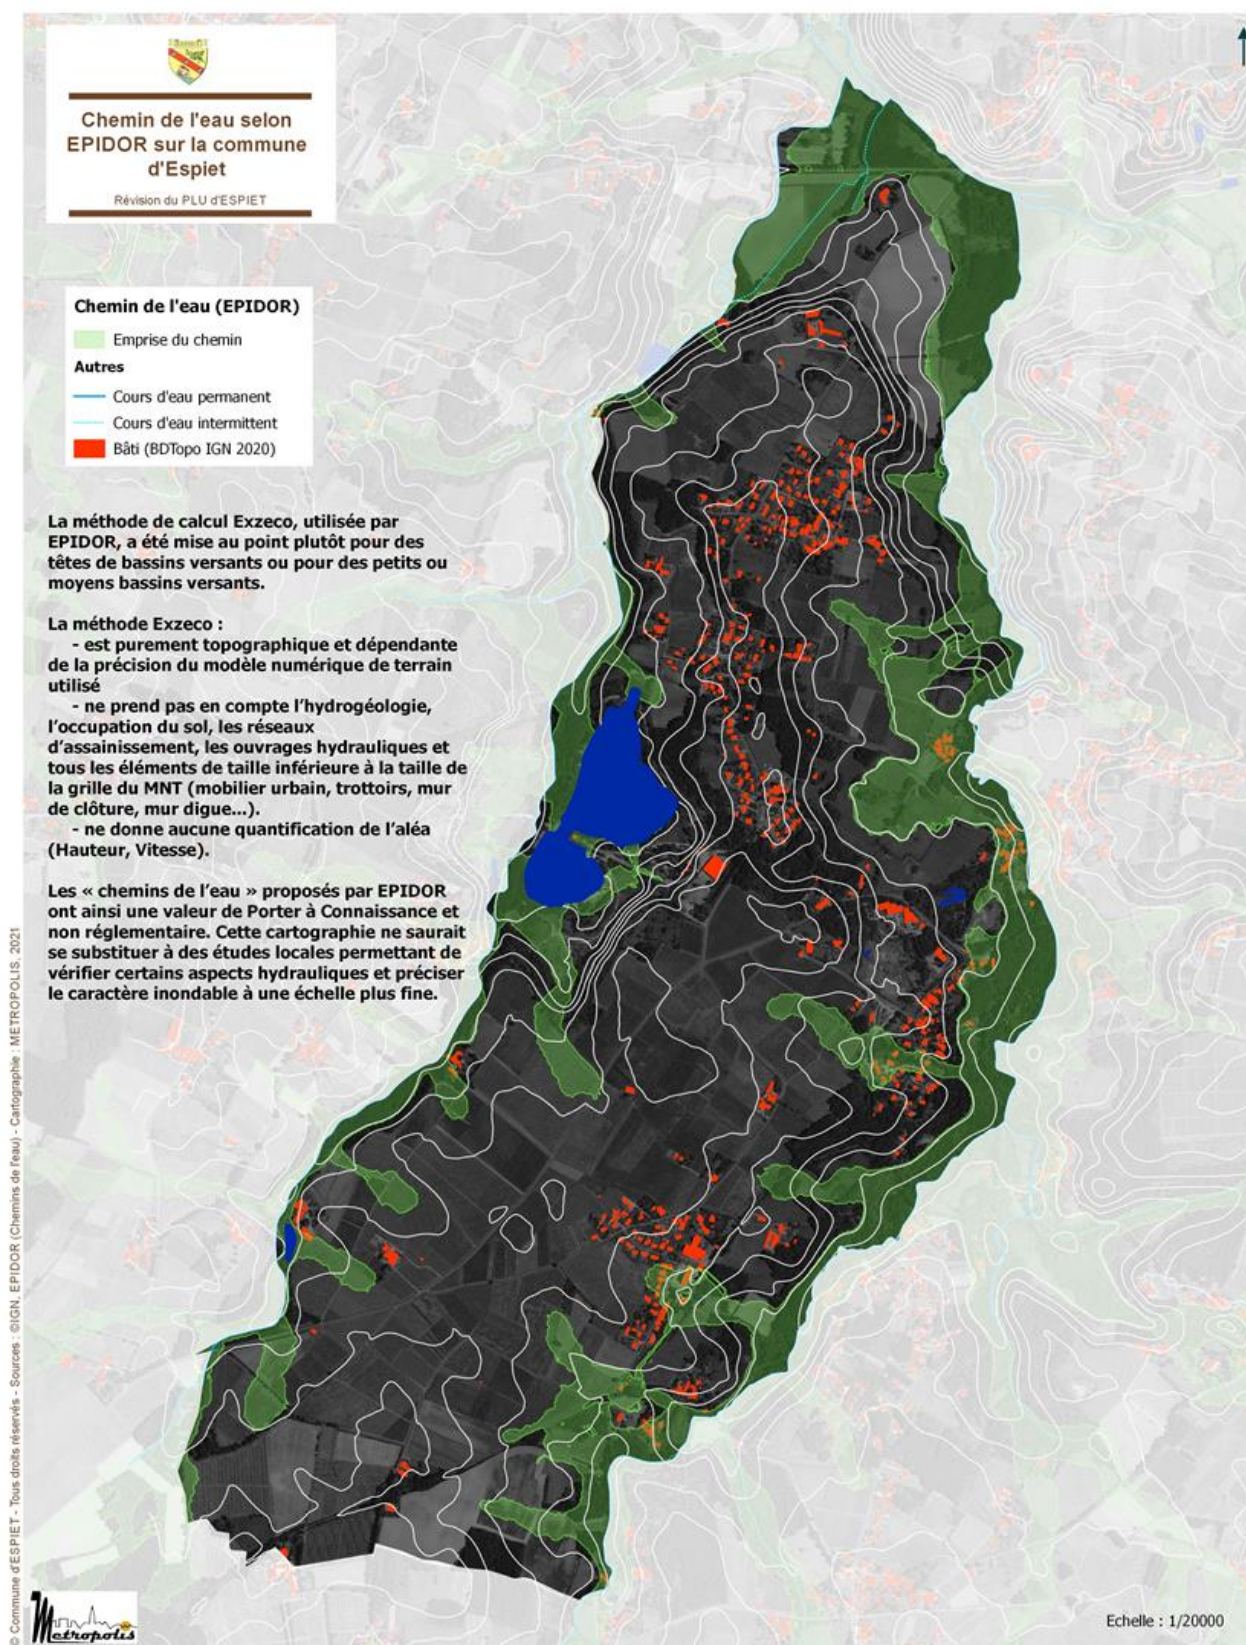 Chemin de l'eau selon
EPIDOR sur la commune
d'Espiet
Révision du PLU d'ESPIET
Chemin de l'eau (EPIDOR)
Emprise du chemin
Autres
Cours d'eau permanent
Cours d'eau intermittent
Bâti (BDTopo IGN 2020)
La méthode de calcul Exzeco, utilisée par
EPIDOR, a été mise au point plutôt pour des
têtes de bassins versants ou pour des petits ou
moyens bassins versants.
La méthode Exzeco :
- est purement topographique et dépendante
de la précision du modèle numérique de terrain
utilisé
- ne prend pas en compte l'hydrogéologie,
l'occupation du sol, les réseaux
d'assainissement, les ouvrages hydrauliques et
tous les éléments de taille inférieure à la taille de
la grille du MNT (mobilier urbain, trottoirs, mur
de clôture, mur digue...).
- ne donne aucune quantification de l'aléa
(Hauteur, Vitesse).
Les « chemins de l'eau » proposés par EPIDOR
ont ainsi une valeur de Porter à Connaissance et
non réglementaire. Cette cartographie ne saurait
se substituer à des études locales permettant de
vérifier certains aspects hydrauliques et préciser
le caractère inondable à une échelle plus fine.
© Commune d'ESPIET - Tous droits réservés - Sources : ©IGN, EPIDOR (Chemins de l'eau) - Cartographie : METROPOLIS, 2021
Metropolis
Echelle : 1/20000